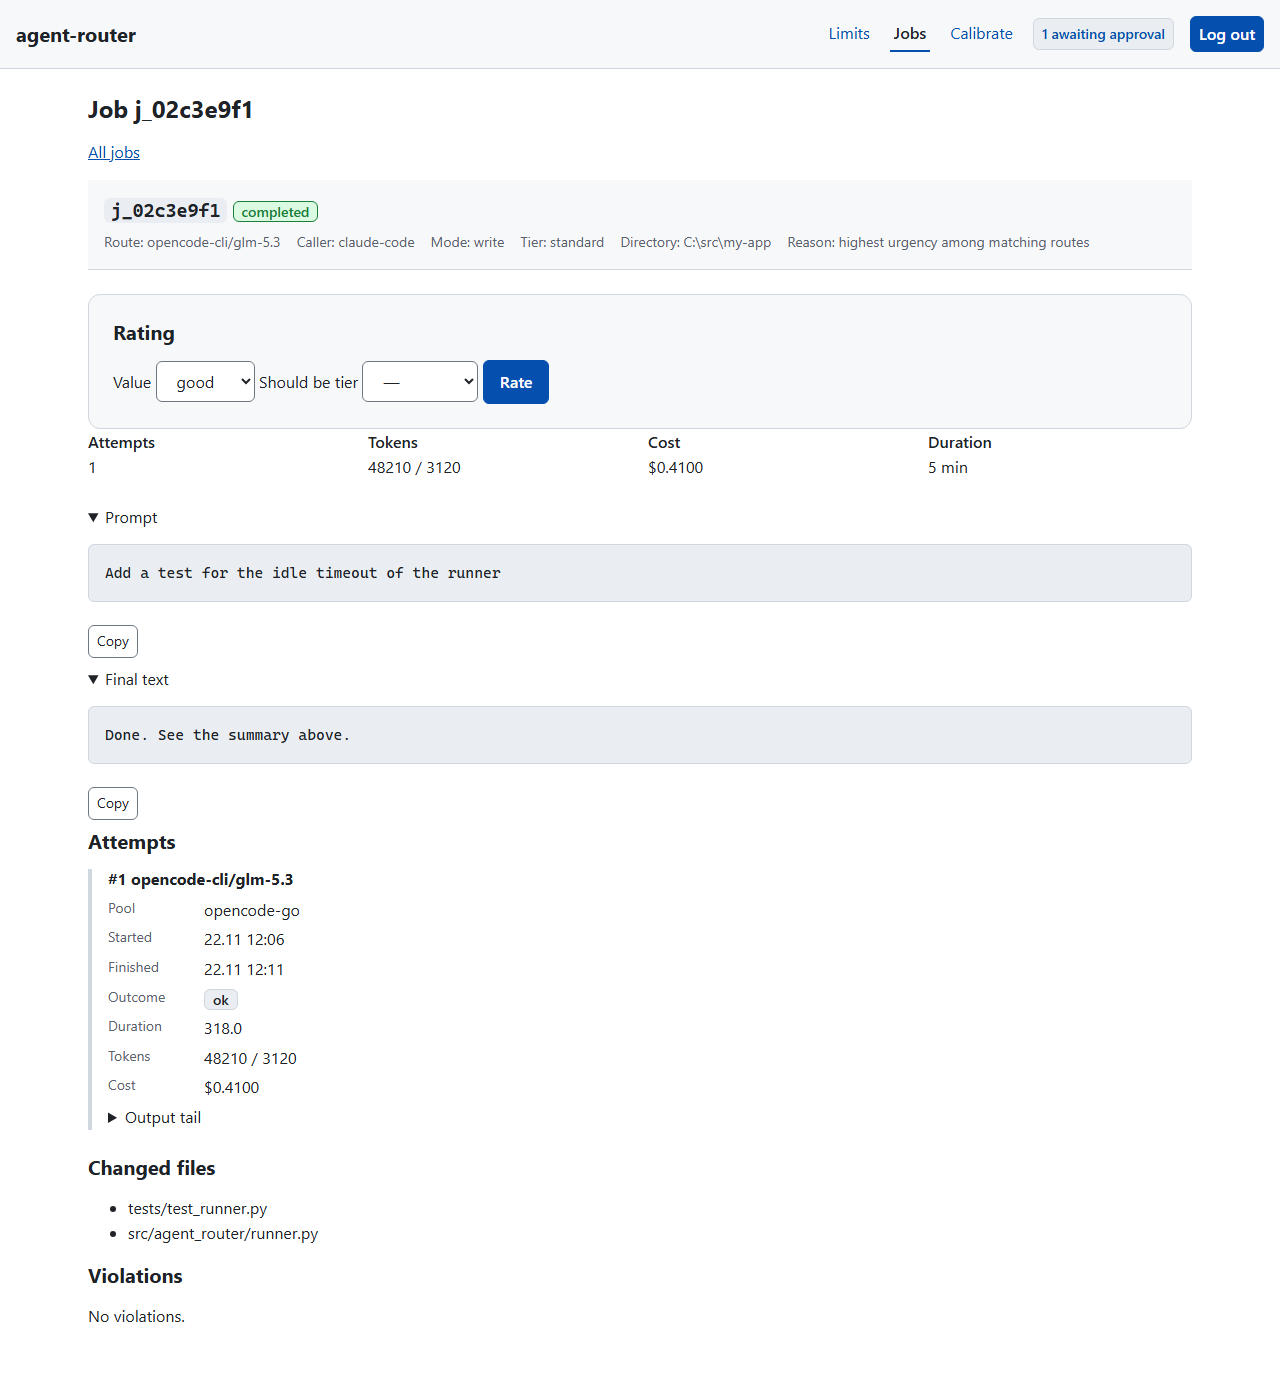 agent-router
Limits Jobs Calibrate 1 awaiting approval Log out
Job j_02c3e9f1
All jobs
j_02c3e9f1 completed
Route: opencode-cli/glm-5.3 Caller: claude-code Mode: write Tier: standard Directory: C:\src\my-app Reason: highest urgency among matching routes
Rating
Value good Should be tier — Rate
Attempts Tokens Cost Duration
1 48210 / 3120 $0.4100 5 min
Prompt
Add a test for the idle timeout of the runner
Copy
Final text
Done. See the summary above.
Copy
Attempts
#1 opencode-cli/glm-5.3
Pool opencode-go
Started 22.11 12:06
Finished 22.11 12:11
Outcome ok
Duration 318.0
Tokens 48210 / 3120
Cost $0.4100
Output tail
Changed files
tests/test_runner.py
src/agent_router/runner.py
Violations
No violations.